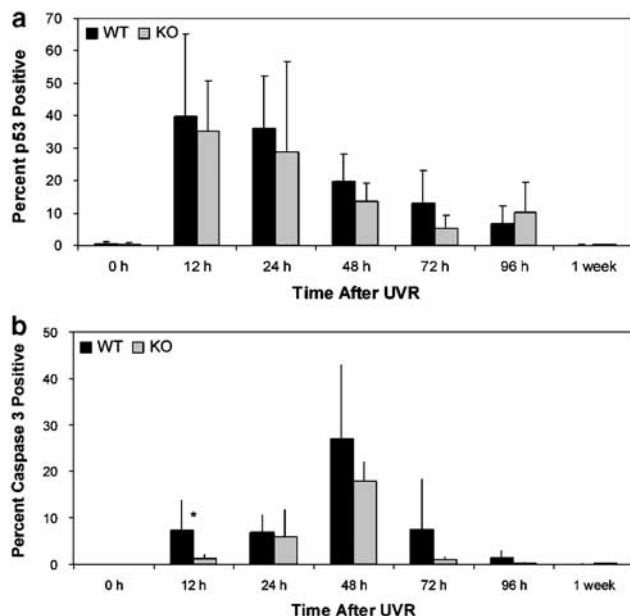 a
70
WT KO
60
50
40
30
20
10
0
Percent p53 Positive
0 h 12 h 24 h 48 h 72 h 96 h 1 week
Time After UVR
b
50
WT KO
40
30
20
10
0
Percent Caspase 3 Positive
*
0 h 12 h 24 h 48 h 72 h 96 h 1 week
Time After UVR